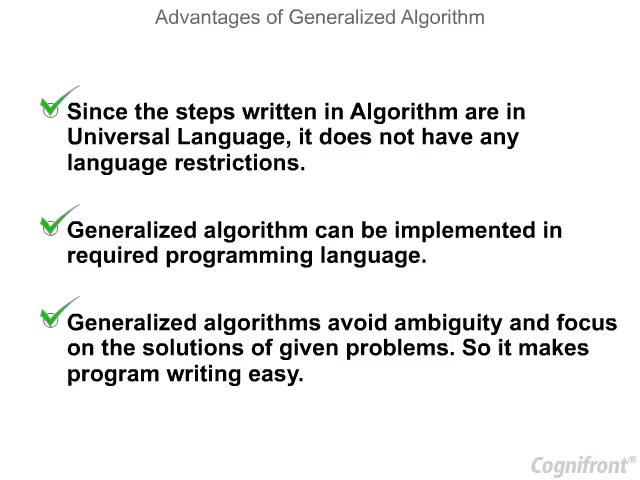 Advantages of Generalized Algorithm
Since the steps written in Algorithm are in
Universal Language, it does not have any
language restrictions.
Generalized algorithm can be implemented in
required programming language.
Generalized algorithms avoid ambiguity and focus
on the solutions of given problems. So it makes
program writing easy.
Cognifront®